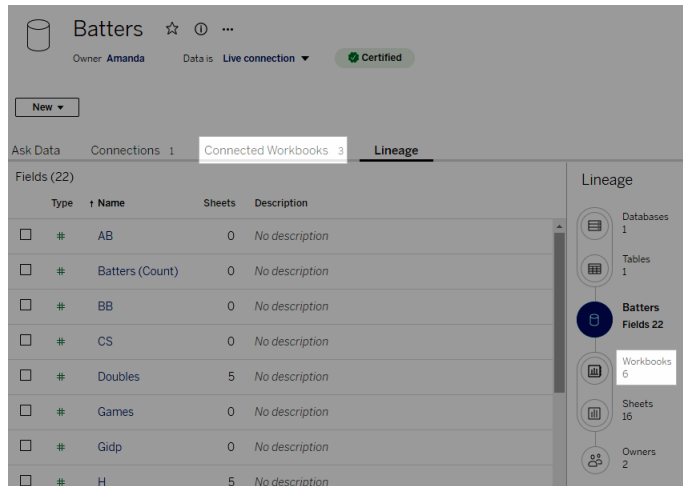 Batters
Owner Amanda Data is Live connection
Certified
New
Ask Data Connections 1 Connected Workbooks 3 Lineage
Fields (22)
Type ↑ Name Sheets Description
# AB 0 No description
# Batters (Count) 0 No description
# BB 0 No description
# CS 0 No description
# Doubles 5 No description
# Games 0 No description
# Gidp 0 No description
# H 5 No description
Lineage
Databases
1
Tables
1
Batters
Fields 22
Workbooks
6
Sheets
16
Owners
2